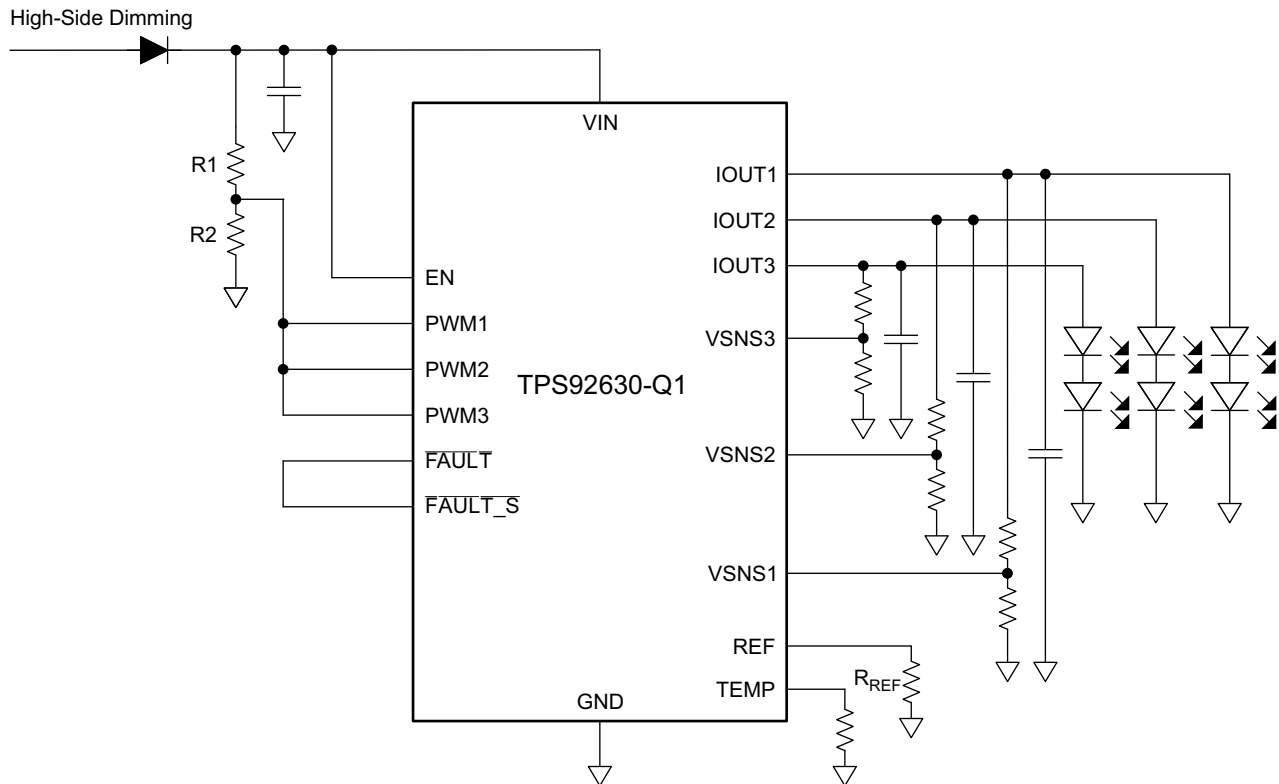 High-Side Dimming
VIN
R1
R2
EN
PWM1
PWM2
PWM3
FAULT
FAULT_S
TPS92630-Q1
IOUT1
IOUT2
IOUT3
VSNS3
VSNS2
VSNS1
REF
TEMP
RREF
GND